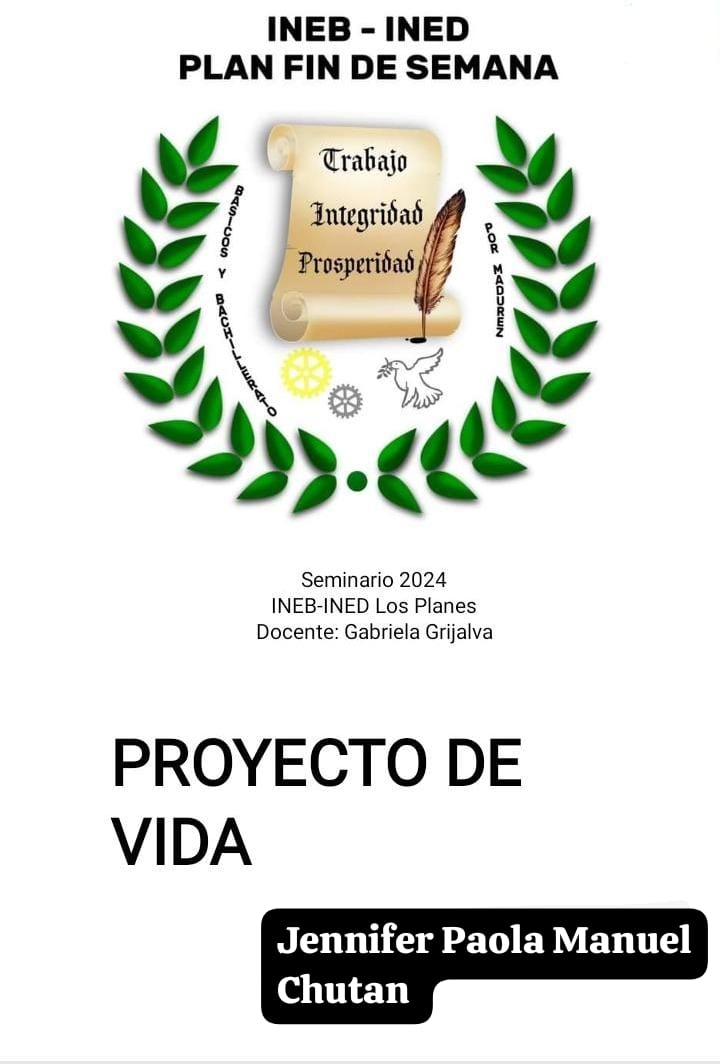 INEB - INED
PLAN FIN DE SEMANA
Trabajo
Integridad
Prosperidad
BASICOS Y BACHILLERATO
POR MADUREZ
Seminario 2024
INEB-INED Los Planes
Docente: Gabriela Grijalva
PROYECTO DE
VIDA
Jennifer Paola Manuel
Chutan